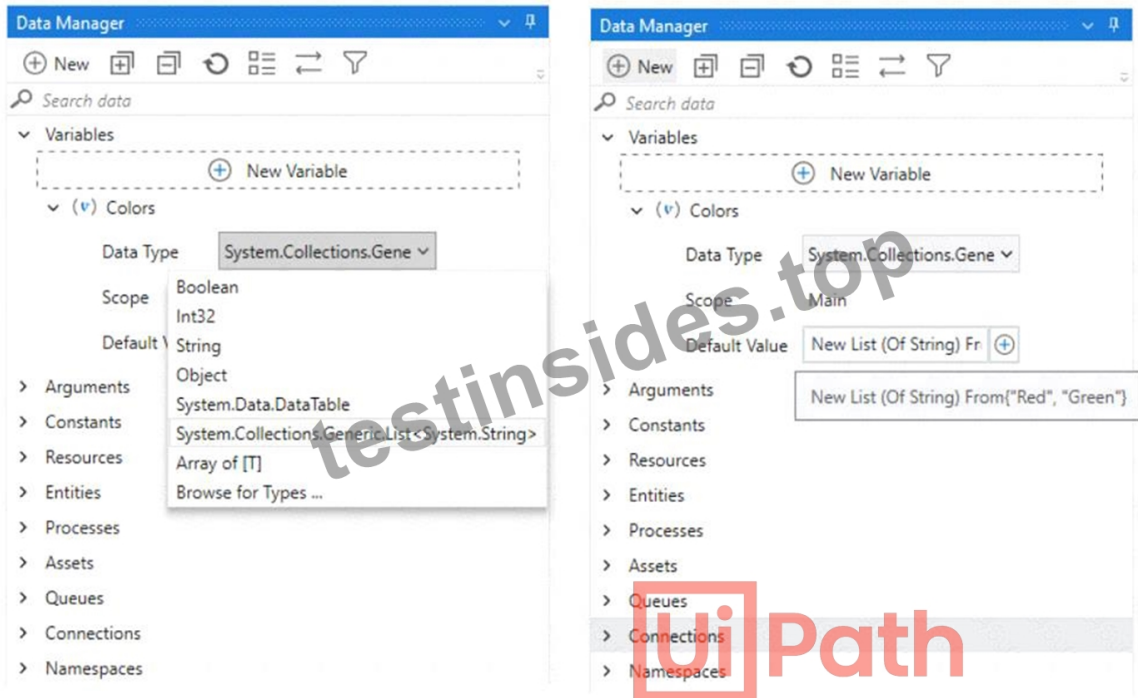 Data Manager
New
Search data
Variables
New Variable
(v) Colors
Data Type System.Collections.Gene
Boolean
Scope
Int32
Default V
String
Object
Arguments
System.Data.DataTable
Constants
System.Collections.Generic.List<System.String>
Resources
Array of [T]
Entities
Browse for Types ...
Processes
Assets
Queues
Connections
Namespaces
Data Manager
New
Search data
Variables
New Variable
(v) Colors
Data Type System.Collections.Gene
Scope Main
Default Value New List (Of String) Fr
Arguments
New List (Of String) From{"Red", "Green"}
Constants
Resources
Entities
Processes
Assets
Queues
Connections
Namespaces
testinsides.top
Ui Path